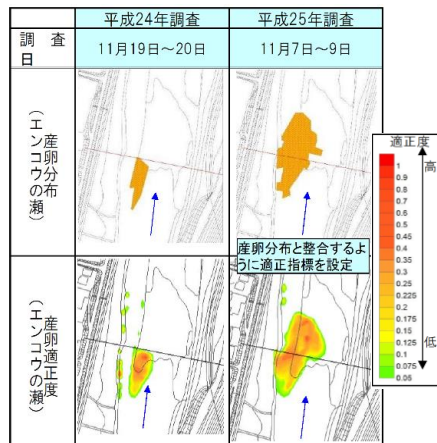 平成24年調査
平成25年調査
調査日
11月19日～20日
11月7日～9日
産卵分布
（エンコウの瀬）
産卵適正度
（エンコウの瀬）
産卵分布と整合するよ
うに適正指標を設定
適正度
高
低
1
0.9
0.8
0.7
0.6
0.5
0.45
0.4
0.35
0.3
0.25
0.225
0.2
0.175
0.15
0.125
0.1
0.075
0.05